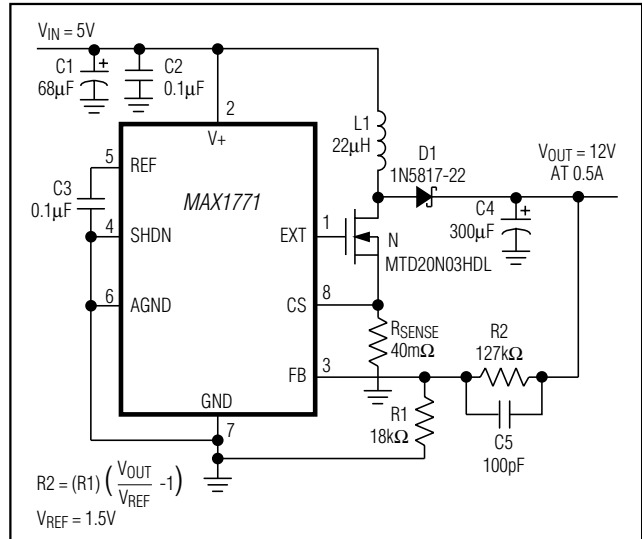 V_IN = 5V
C1
68µF
C2
0.1µF
2
V+
L1
22µH
D1
1N5817-22
V_OUT = 12V
AT 0.5A
5
REF
MAX1771
C3
0.1µF
4
SHDN
EXT
1
N
MTD20N03HDL
C4
300µF
6
AGND
CS
8
R_SENSE
40mΩ
R2
127kΩ
FB
3
GND
7
R1
18kΩ
C5
100pF
R2 = (R1) (V_OUT/V_REF -1)
V_REF = 1.5V